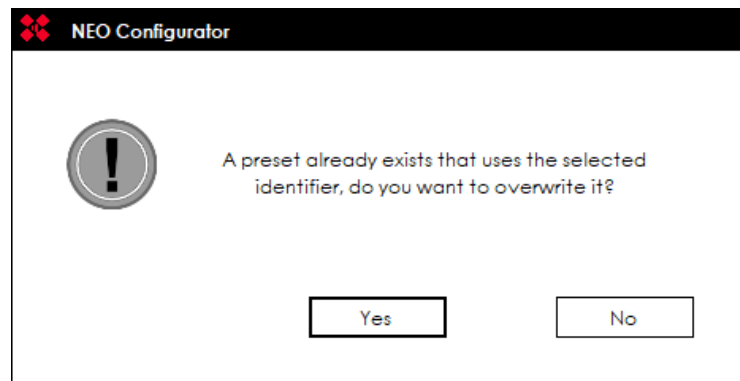 NEO Configurator
A preset already exists that uses the selected
identifier, do you want to overwrite it?
Yes
No